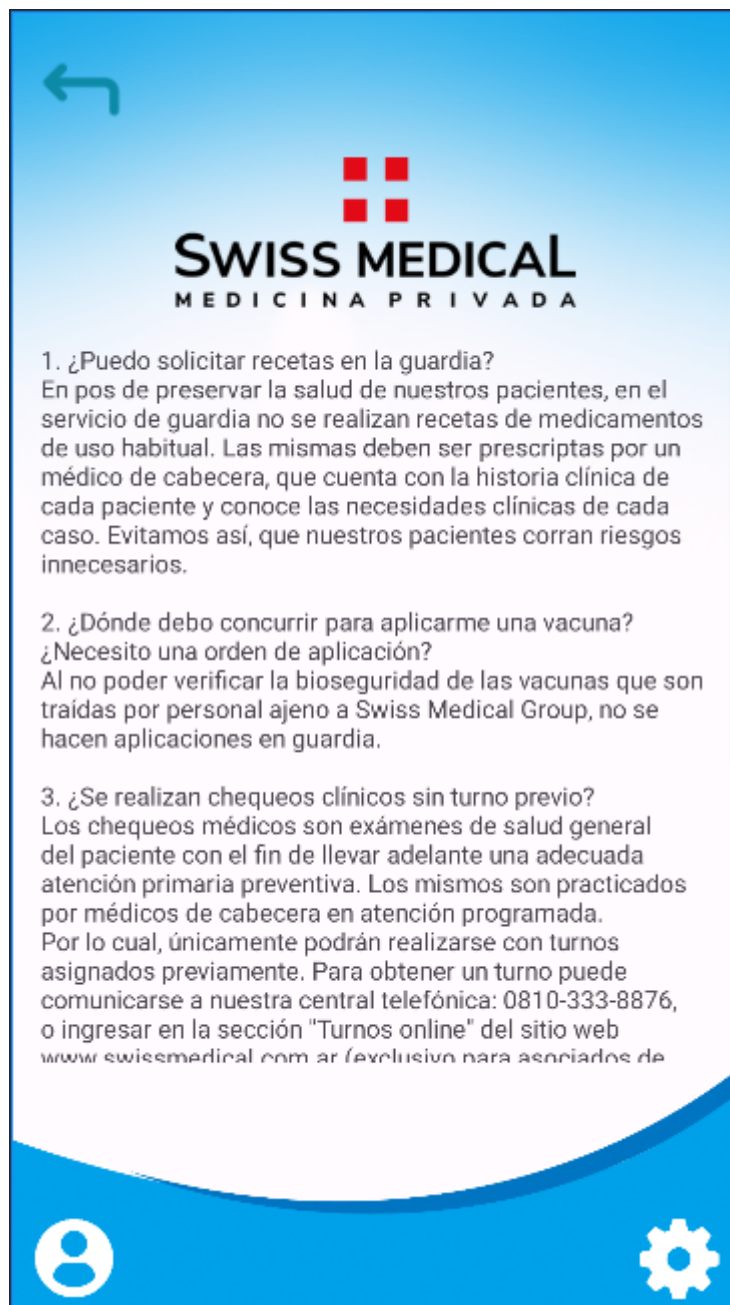 SWISS MEDICAL
MEDICINA PRIVADA
1. ¿Puedo solicitar recetas en la guardia?
En pos de preservar la salud de nuestros pacientes, en el
servicio de guardia no se realizan recetas de medicamentos
de uso habitual. Las mismas deben ser prescriptas por un
médico de cabecera, que cuenta con la historia clínica de
cada paciente y conoce las necesidades clínicas de cada
caso. Evitamos así, que nuestros pacientes corran riesgos
innecesarios.
2. ¿Dónde debo concurrir para aplicarme una vacuna?
¿Necesito una orden de aplicación?
Al no poder verificar la bioseguridad de las vacunas que son
traídas por personal ajeno a Swiss Medical Group, no se
hacen aplicaciones en guardia.
3. ¿Se realizan chequeos clínicos sin turno previo?
Los chequeos médicos son exámenes de salud general
del paciente con el fin de llevar adelante una adecuada
atención primaria preventiva. Los mismos son practicados
por médicos de cabecera en atención programada.
Por lo cual, únicamente podrán realizarse con turnos
asignados previamente. Para obtener un turno puede
comunicarse a nuestra central telefónica: 0810-333-8876,
o ingresar en la sección "Turnos online" del sitio web
www.swissmedical.com.ar (exclusivo para asociados de